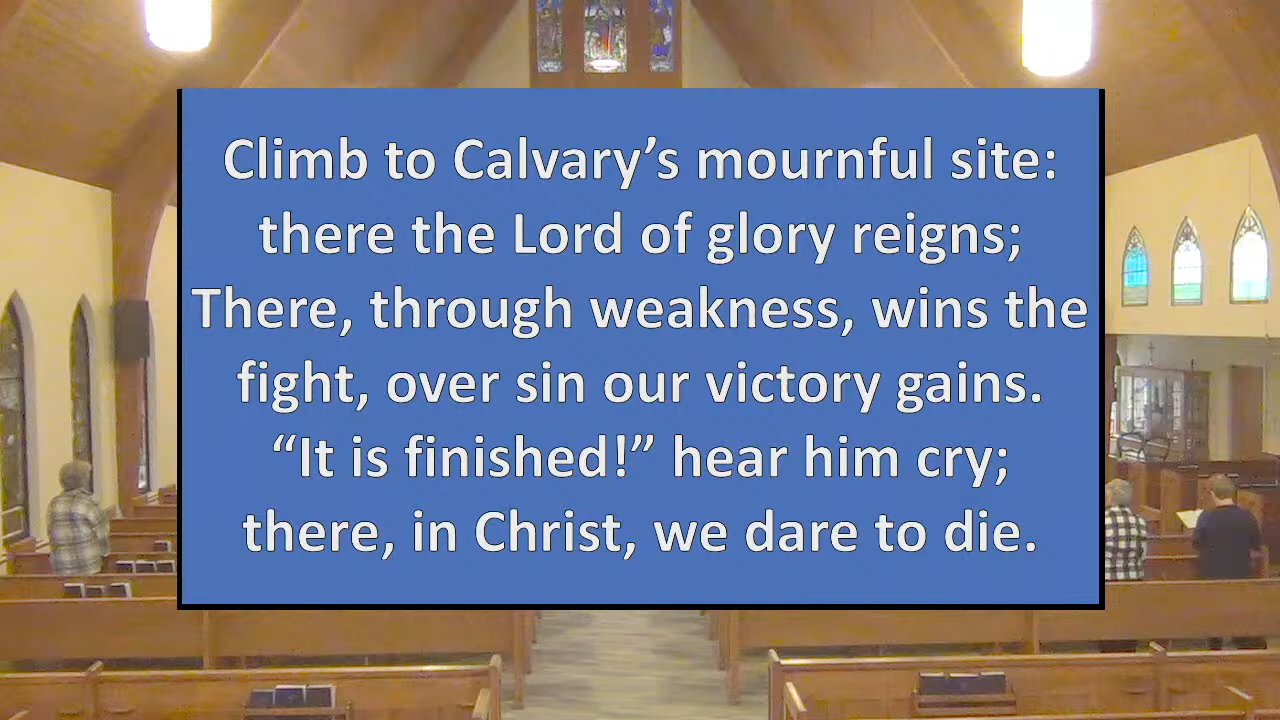 Climb to Calvary’s mournful site:
there the Lord of glory reigns;
There, through weakness, wins the
fight, over sin our victory gains.
“It is finished!” hear him cry;
there, in Christ, we dare to die.